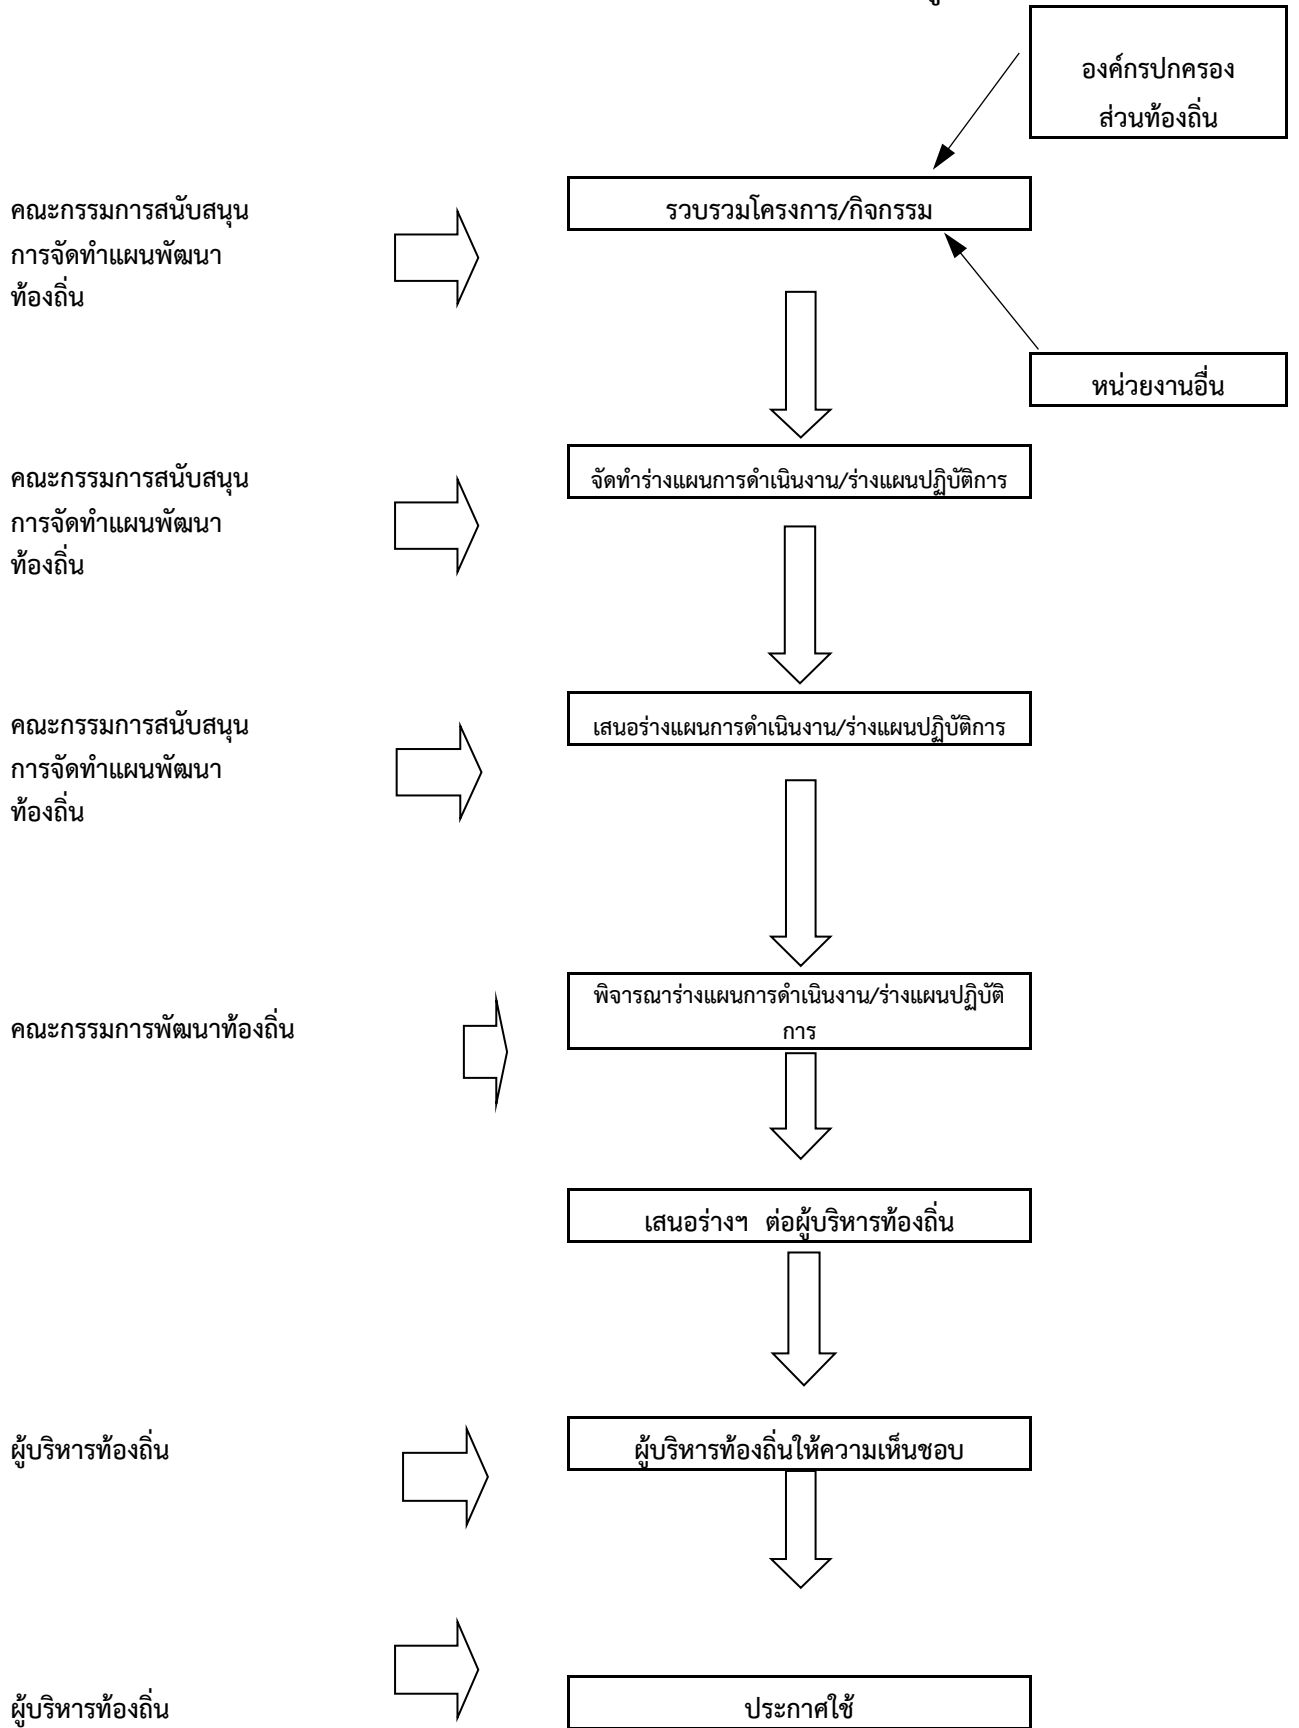 องค์กรปกครอง
ส่วนท้องถิ่น
คณะกรรมการสนับสนุน
การจัดทำแผนพัฒนา
ท้องถิ่น
รวบรวมโครงการ/กิจกรรม
หน่วยงานอื่น
คณะกรรมการสนับสนุน
การจัดทำแผนพัฒนา
ท้องถิ่น
จัดทำร่างแผนการดำเนินงาน/ร่างแผนปฏิบัติการ
คณะกรรมการสนับสนุน
การจัดทำแผนพัฒนา
ท้องถิ่น
เสนอร่างแผนการดำเนินงาน/ร่างแผนปฏิบัติการ
คณะกรรมการพัฒนาท้องถิ่น
พิจารณาร่างแผนการดำเนินงาน/ร่างแผนปฏิบัติ
การ
เสนอร่างฯ ต่อผู้บริหารท้องถิ่น
ผู้บริหารท้องถิ่น
ผู้บริหารท้องถิ่นให้ความเห็นชอบ
ผู้บริหารท้องถิ่น
ประกาศใช้